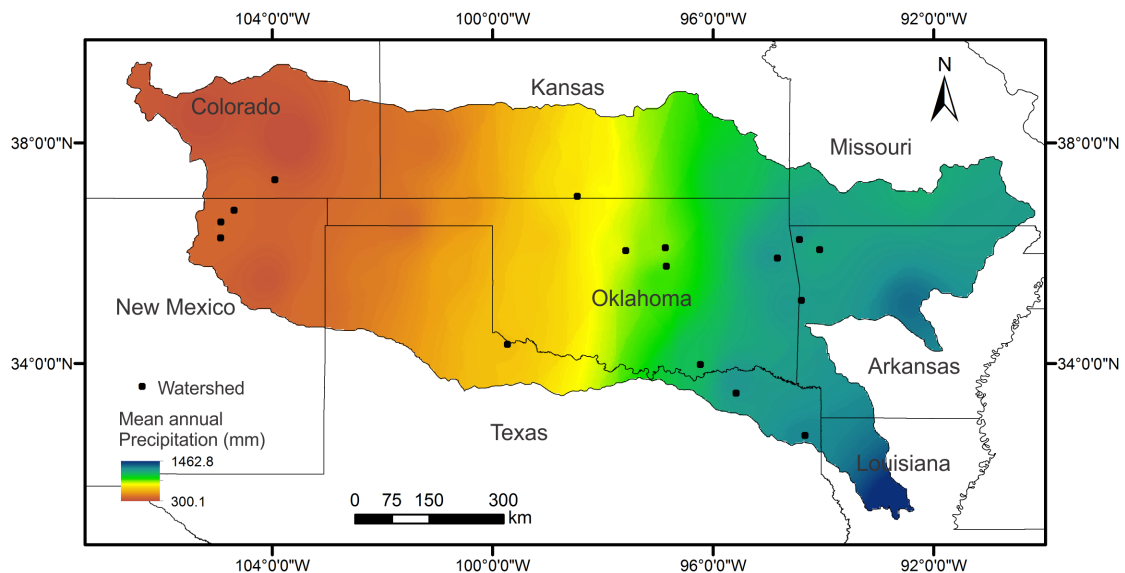 104°0'0"W 100°0'0"W 96°0'0"W 92°0'0"W
N
Kansas
Colorado
38°0'0"N 38°0'0"N
Missouri
Oklahoma
New Mexico
34°0'0"N 34°0'0"N
Arkansas
Watershed
Mean annual
Precipitation (mm)
Texas
1462.8
Louisiana
300.1
0 75 150 300
km
104°0'0"W 100°0'0"W 96°0'0"W 92°0'0"W